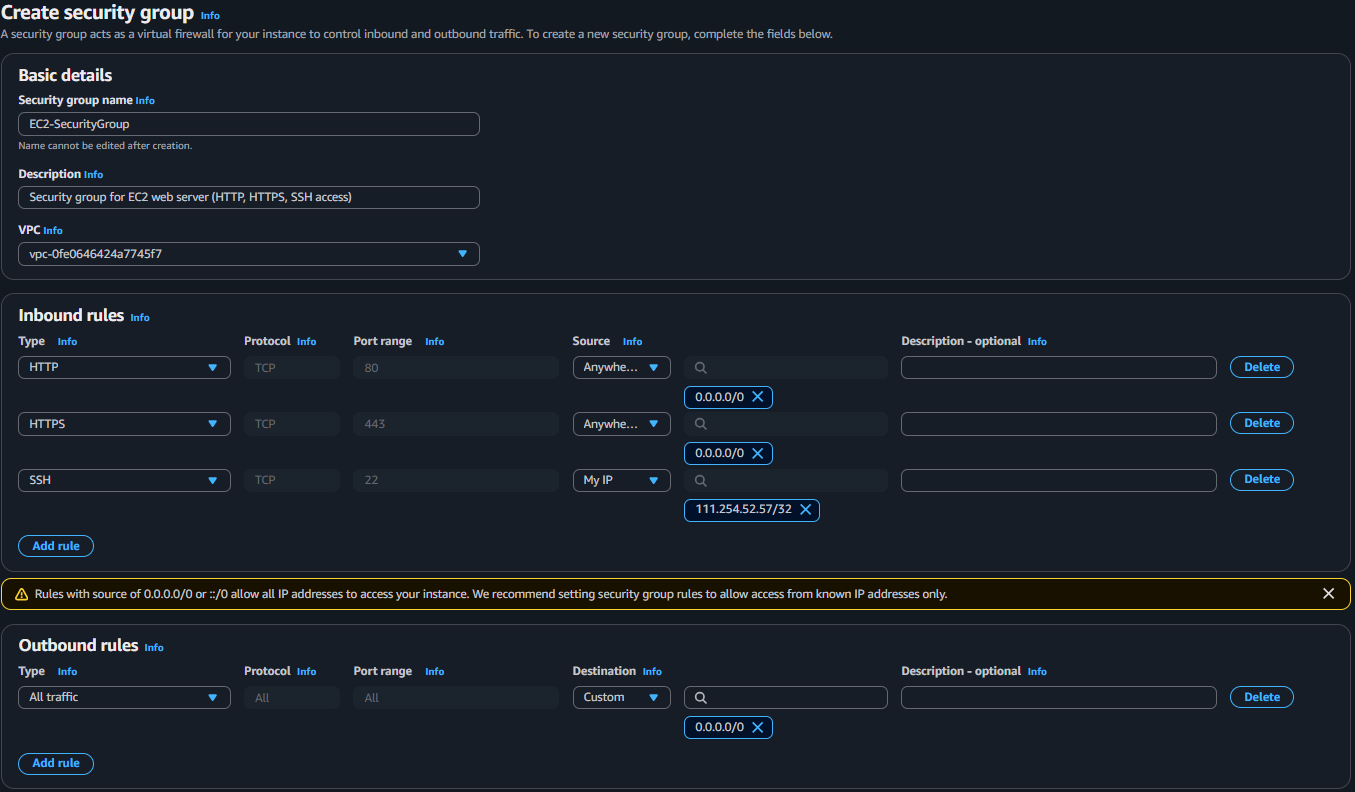 Create security group Info
A security group acts as a virtual firewall for your instance to control inbound and outbound traffic. To create a new security group, complete the fields below.
Basic details
Security group name Info
EC2-SecurityGroup
Name cannot be edited after creation.
Description Info
Security group for EC2 web server (HTTP, HTTPS, SSH access)
VPC Info
vpc-0fe0646424a7745f7
Inbound rules Info
Type Info Protocol Info Port range Info Source Info Description - optional Info
HTTP TCP 80 Anywhe... Delete
0.0.0.0/0
HTTPS TCP 443 Anywhe... Delete
0.0.0.0/0
SSH TCP 22 My IP Delete
111.254.52.57/32
Add rule
Rules with source of 0.0.0.0/0 or ::/0 allow all IP addresses to access your instance. We recommend setting security group rules to allow access from known IP addresses only.
Outbound rules Info
Type Info Protocol Info Port range Info Destination Info Description - optional Info
All traffic All All Custom Delete
0.0.0.0/0
Add rule